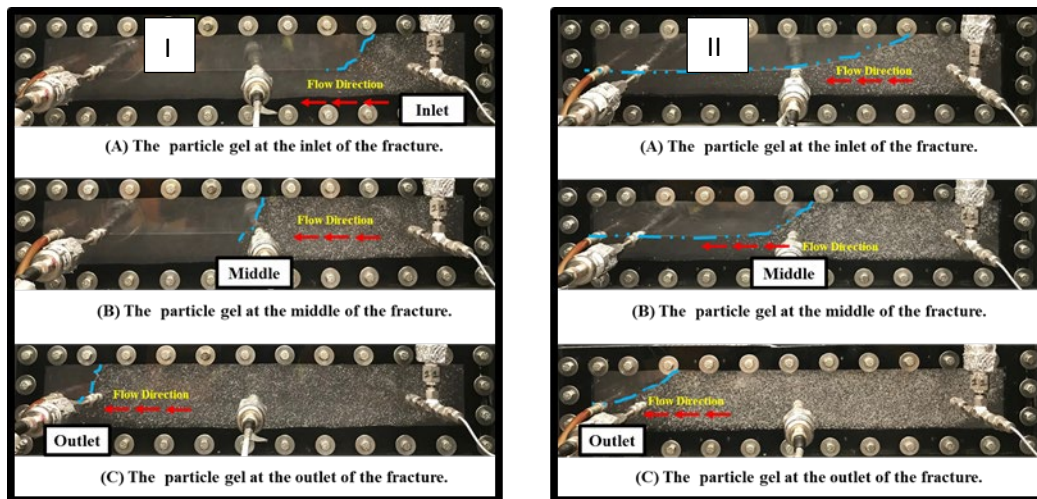 I
Flow Direction
Inlet
(A) The particle gel at the inlet of the fracture.
Flow Direction
Middle
(B) The particle gel at the middle of the fracture.
Flow Direction
Outlet
(C) The particle gel at the outlet of the fracture.
II
Flow Direction
(A) The particle gel at the inlet of the fracture.
Flow Direction
Middle
(B) The particle gel at the middle of the fracture.
Flow Direction
Outlet
(C) The particle gel at the outlet of the fracture.